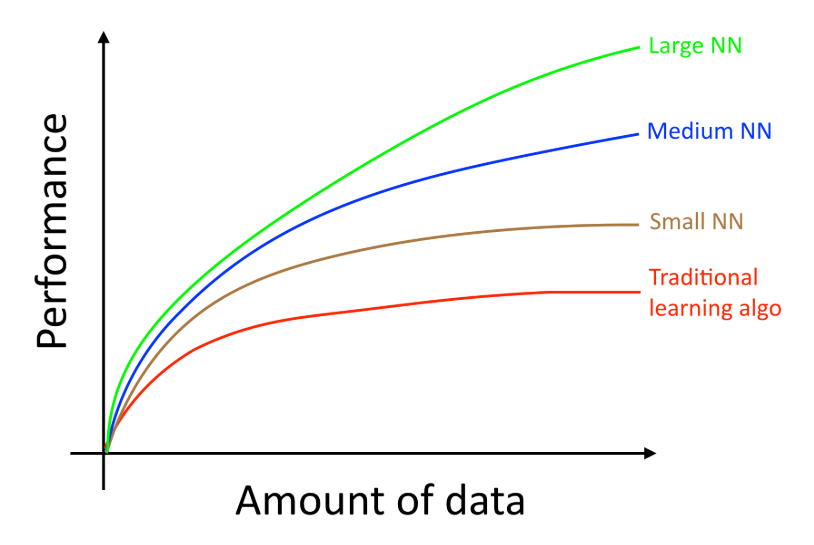 Large NN
Medium NN
Small NN
Traditional
learning algo
Performance
Amount of data